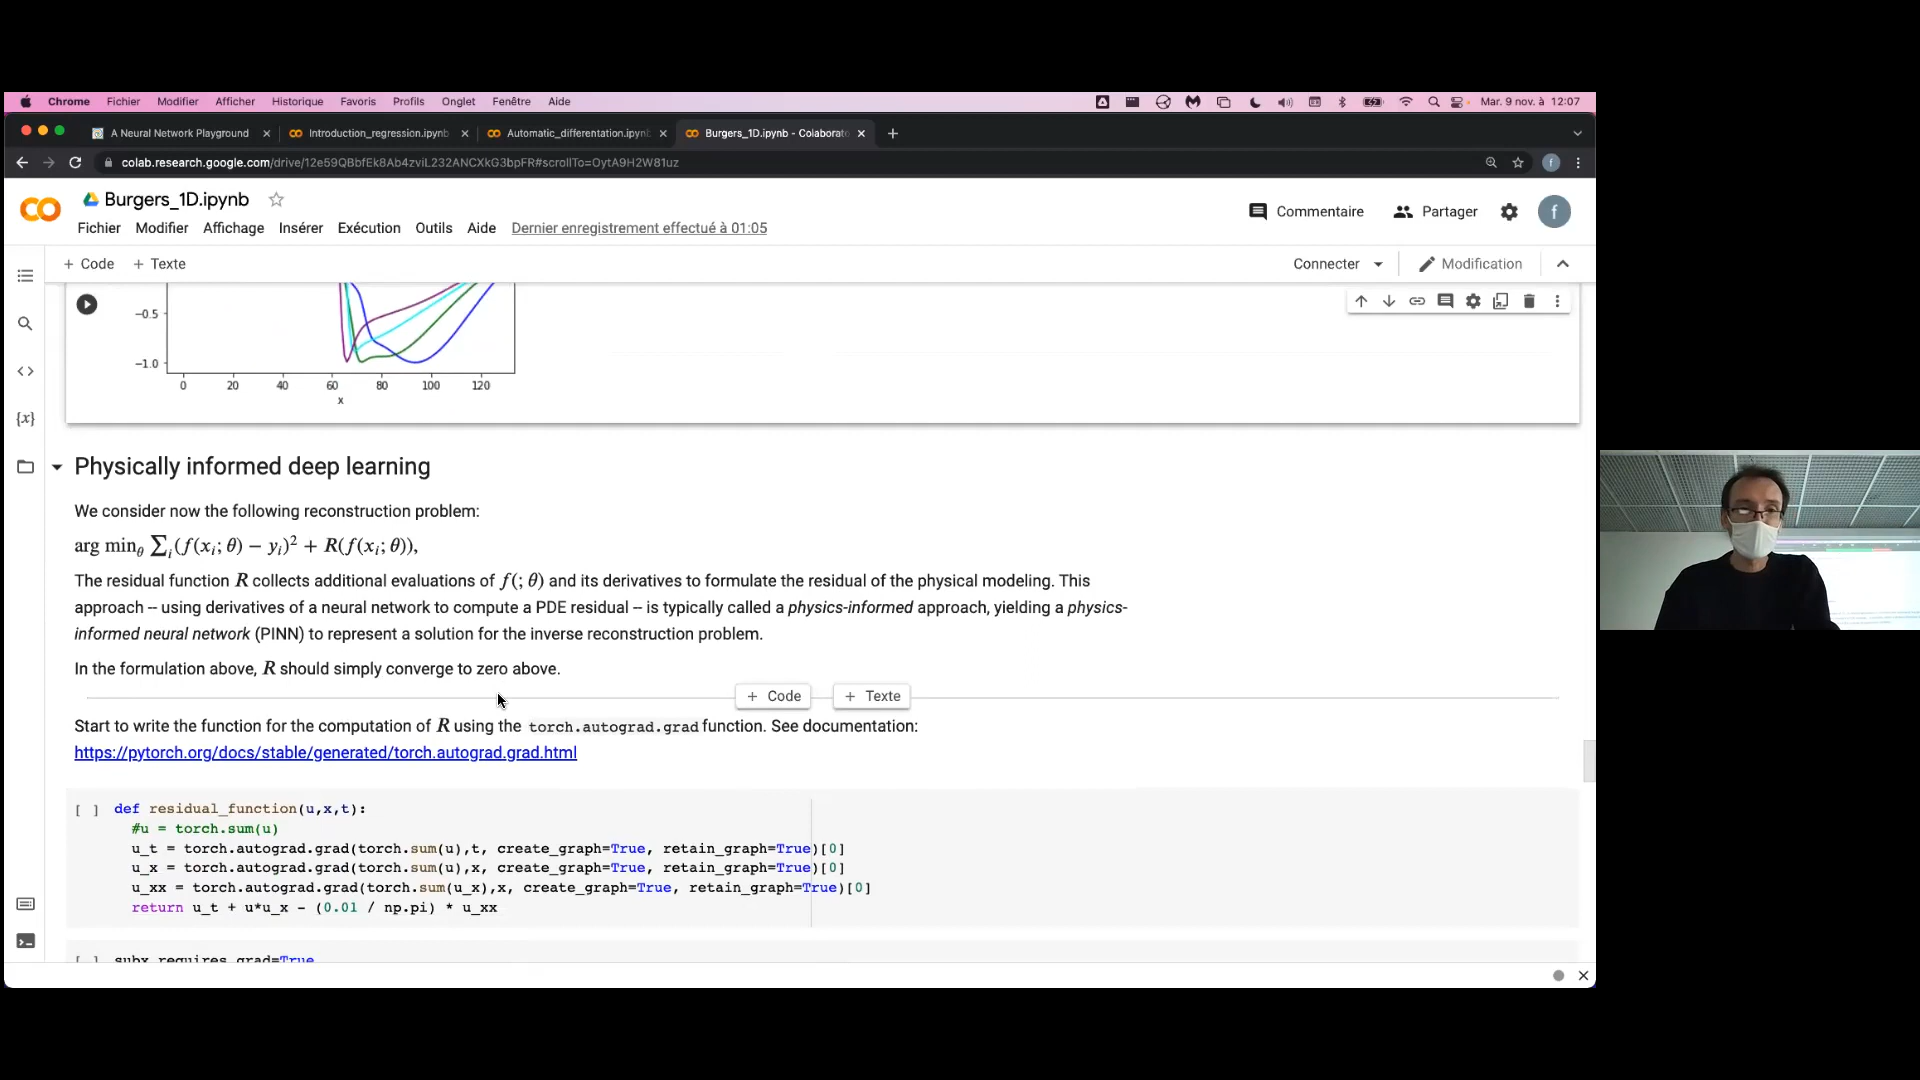 Chrome Fichier Modifier Afficher Historique Favoris Profils Onglet Fenêtre Aide Mar. 9 nov. à 12:07
A Neural Network Playground Introduction_regression.ipynb Automatic_differentation.ipynb Burgers_1D.ipynb - Colaborato
colab.research.google.com/drive/12e59QBbfEk8Ab4zviL232ANCXkG3bpFR#scrollTo=OytA9H2W81uz f
Burgers_1D.ipynb
Commentaire Partager f
Fichier Modifier Affichage Insérer Exécution Outils Aide Dernier enregistrement effectué à 01:05
+ Code + Texte Connecter Modification
−0.5
−1.0
0 20 40 60 80 100 120
x
Physically informed deep learning
We consider now the following reconstruction problem:
arg min_θ ∑_i (f(x_i; θ) − y_i)² + R(f(x_i; θ)),
The residual function R collects additional evaluations of f(; θ) and its derivatives to formulate the residual of the physical modeling. This
approach -- using derivatives of a neural network to compute a PDE residual -- is typically called a physics-informed approach, yielding a physics-
informed neural network (PINN) to represent a solution for the inverse reconstruction problem.
In the formulation above, R should simply converge to zero above.
+ Code + Texte
Start to write the function for the computation of R using the torch.autograd.grad function. See documentation:
https://pytorch.org/docs/stable/generated/torch.autograd.grad.html
[ ] def residual_function(u,x,t):
#u = torch.sum(u)
u_t = torch.autograd.grad(torch.sum(u),t, create_graph=True, retain_graph=True)[0]
u_x = torch.autograd.grad(torch.sum(u),x, create_graph=True, retain_graph=True)[0]
u_xx = torch.autograd.grad(torch.sum(u_x),x, create_graph=True, retain_graph=True)[0]
return u_t + u*u_x - (0.01 / np.pi) * u_xx
[ ] subx.requires_grad=True